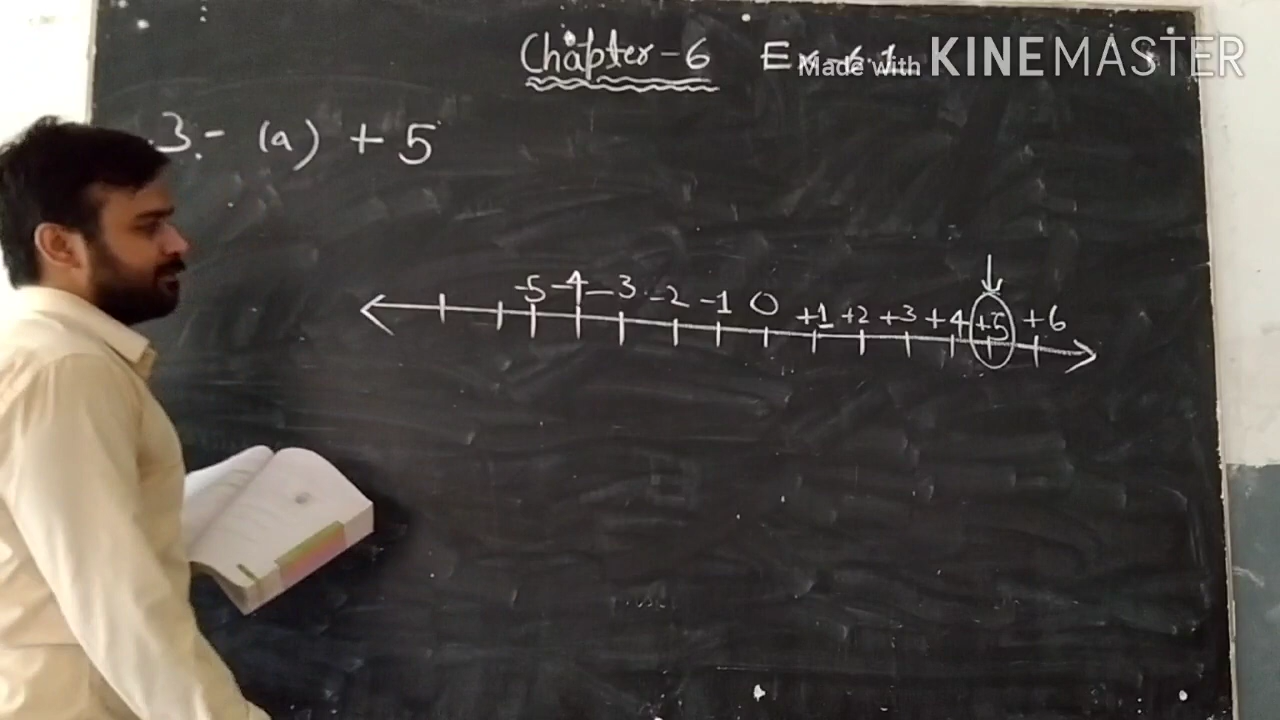 Chapter-6 Ex-6.1
Made with KINEMASTER
3- (a) +5
-5 -4 -3 -2 -1 0 +1 +2 +3 +4 +5 +6